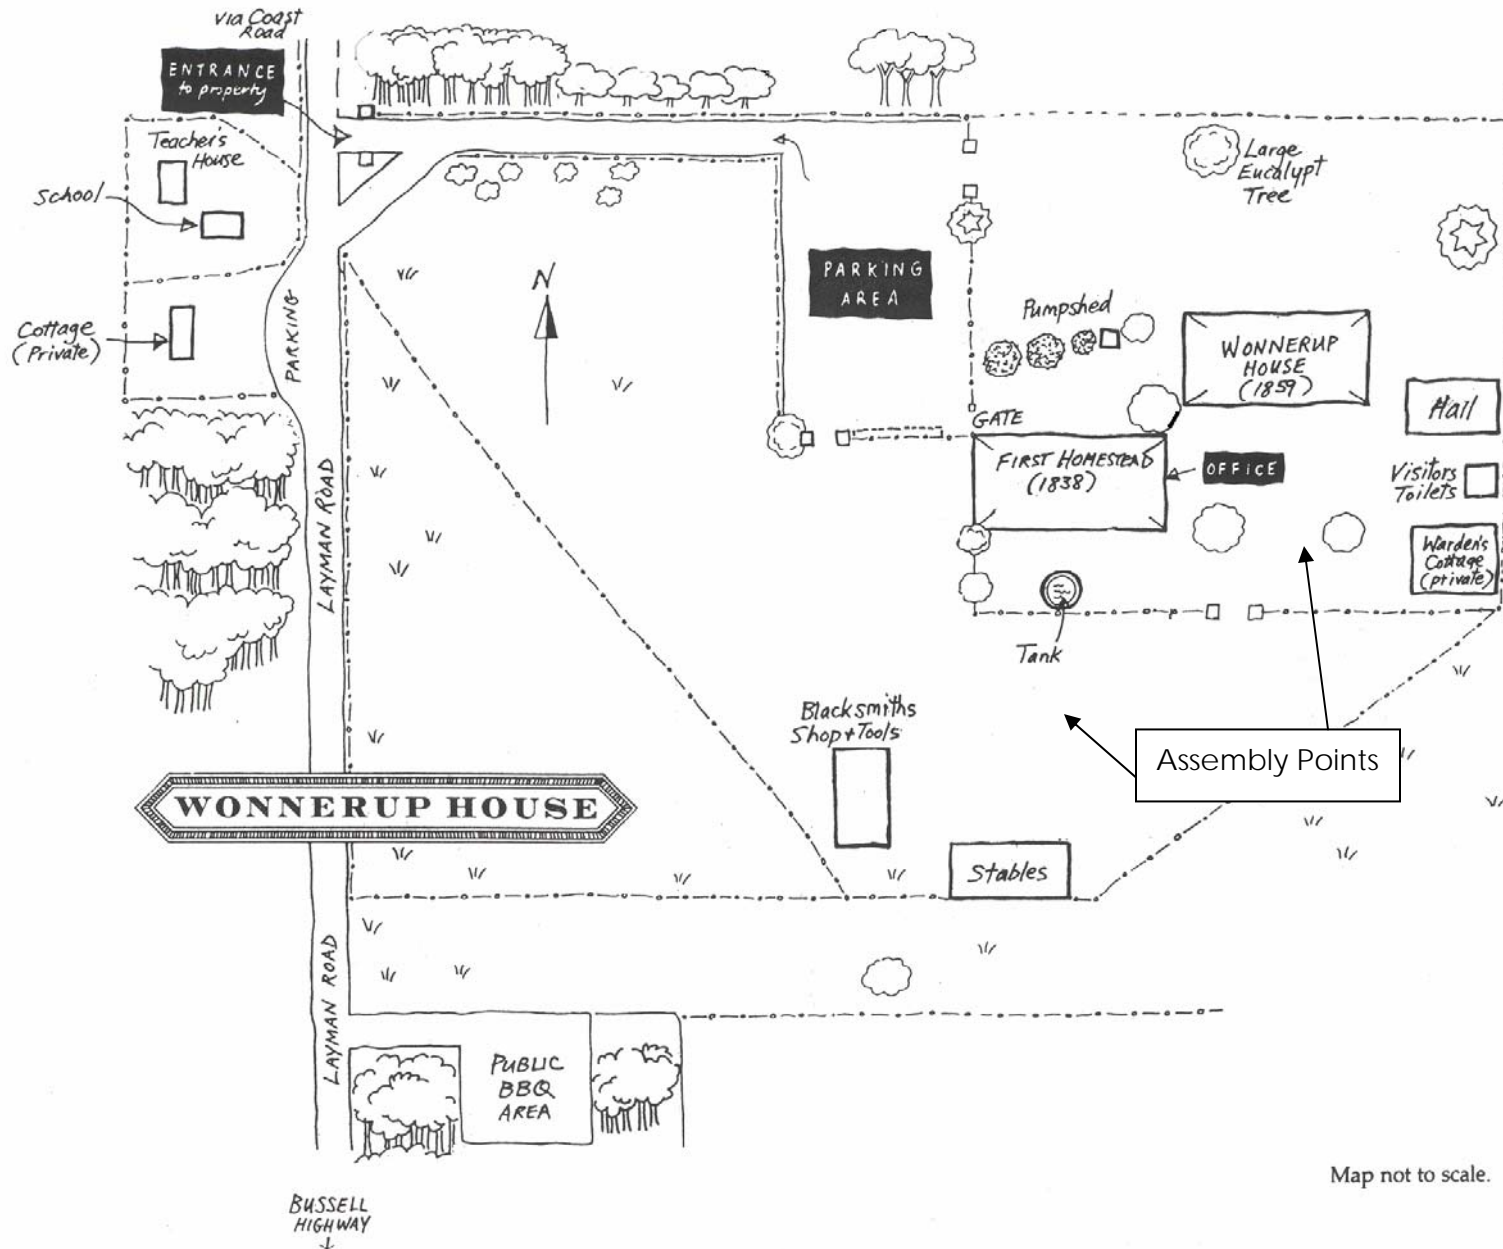 via Coast
Road
ENTRANCE
to property
Teacher's
House
School
Cottage
(Private)
PARKING
LAYMAN ROAD
N
PARKING
AREA
Large
Eucalypt
Tree
Pumpshed
WONNERUP
HOUSE
(1859)
Hall
GATE
FIRST HOMESTEAD
(1838)
OFFICE
Visitors
Toilets
Warden's
Cottage
(private)
Tank
Blacksmiths
Shop+Tools
Assembly Points
WONNERUP HOUSE
Stables
LAYMAN ROAD
PUBLIC
BBQ
AREA
Map not to scale.
BUSSELL
HIGHWAY